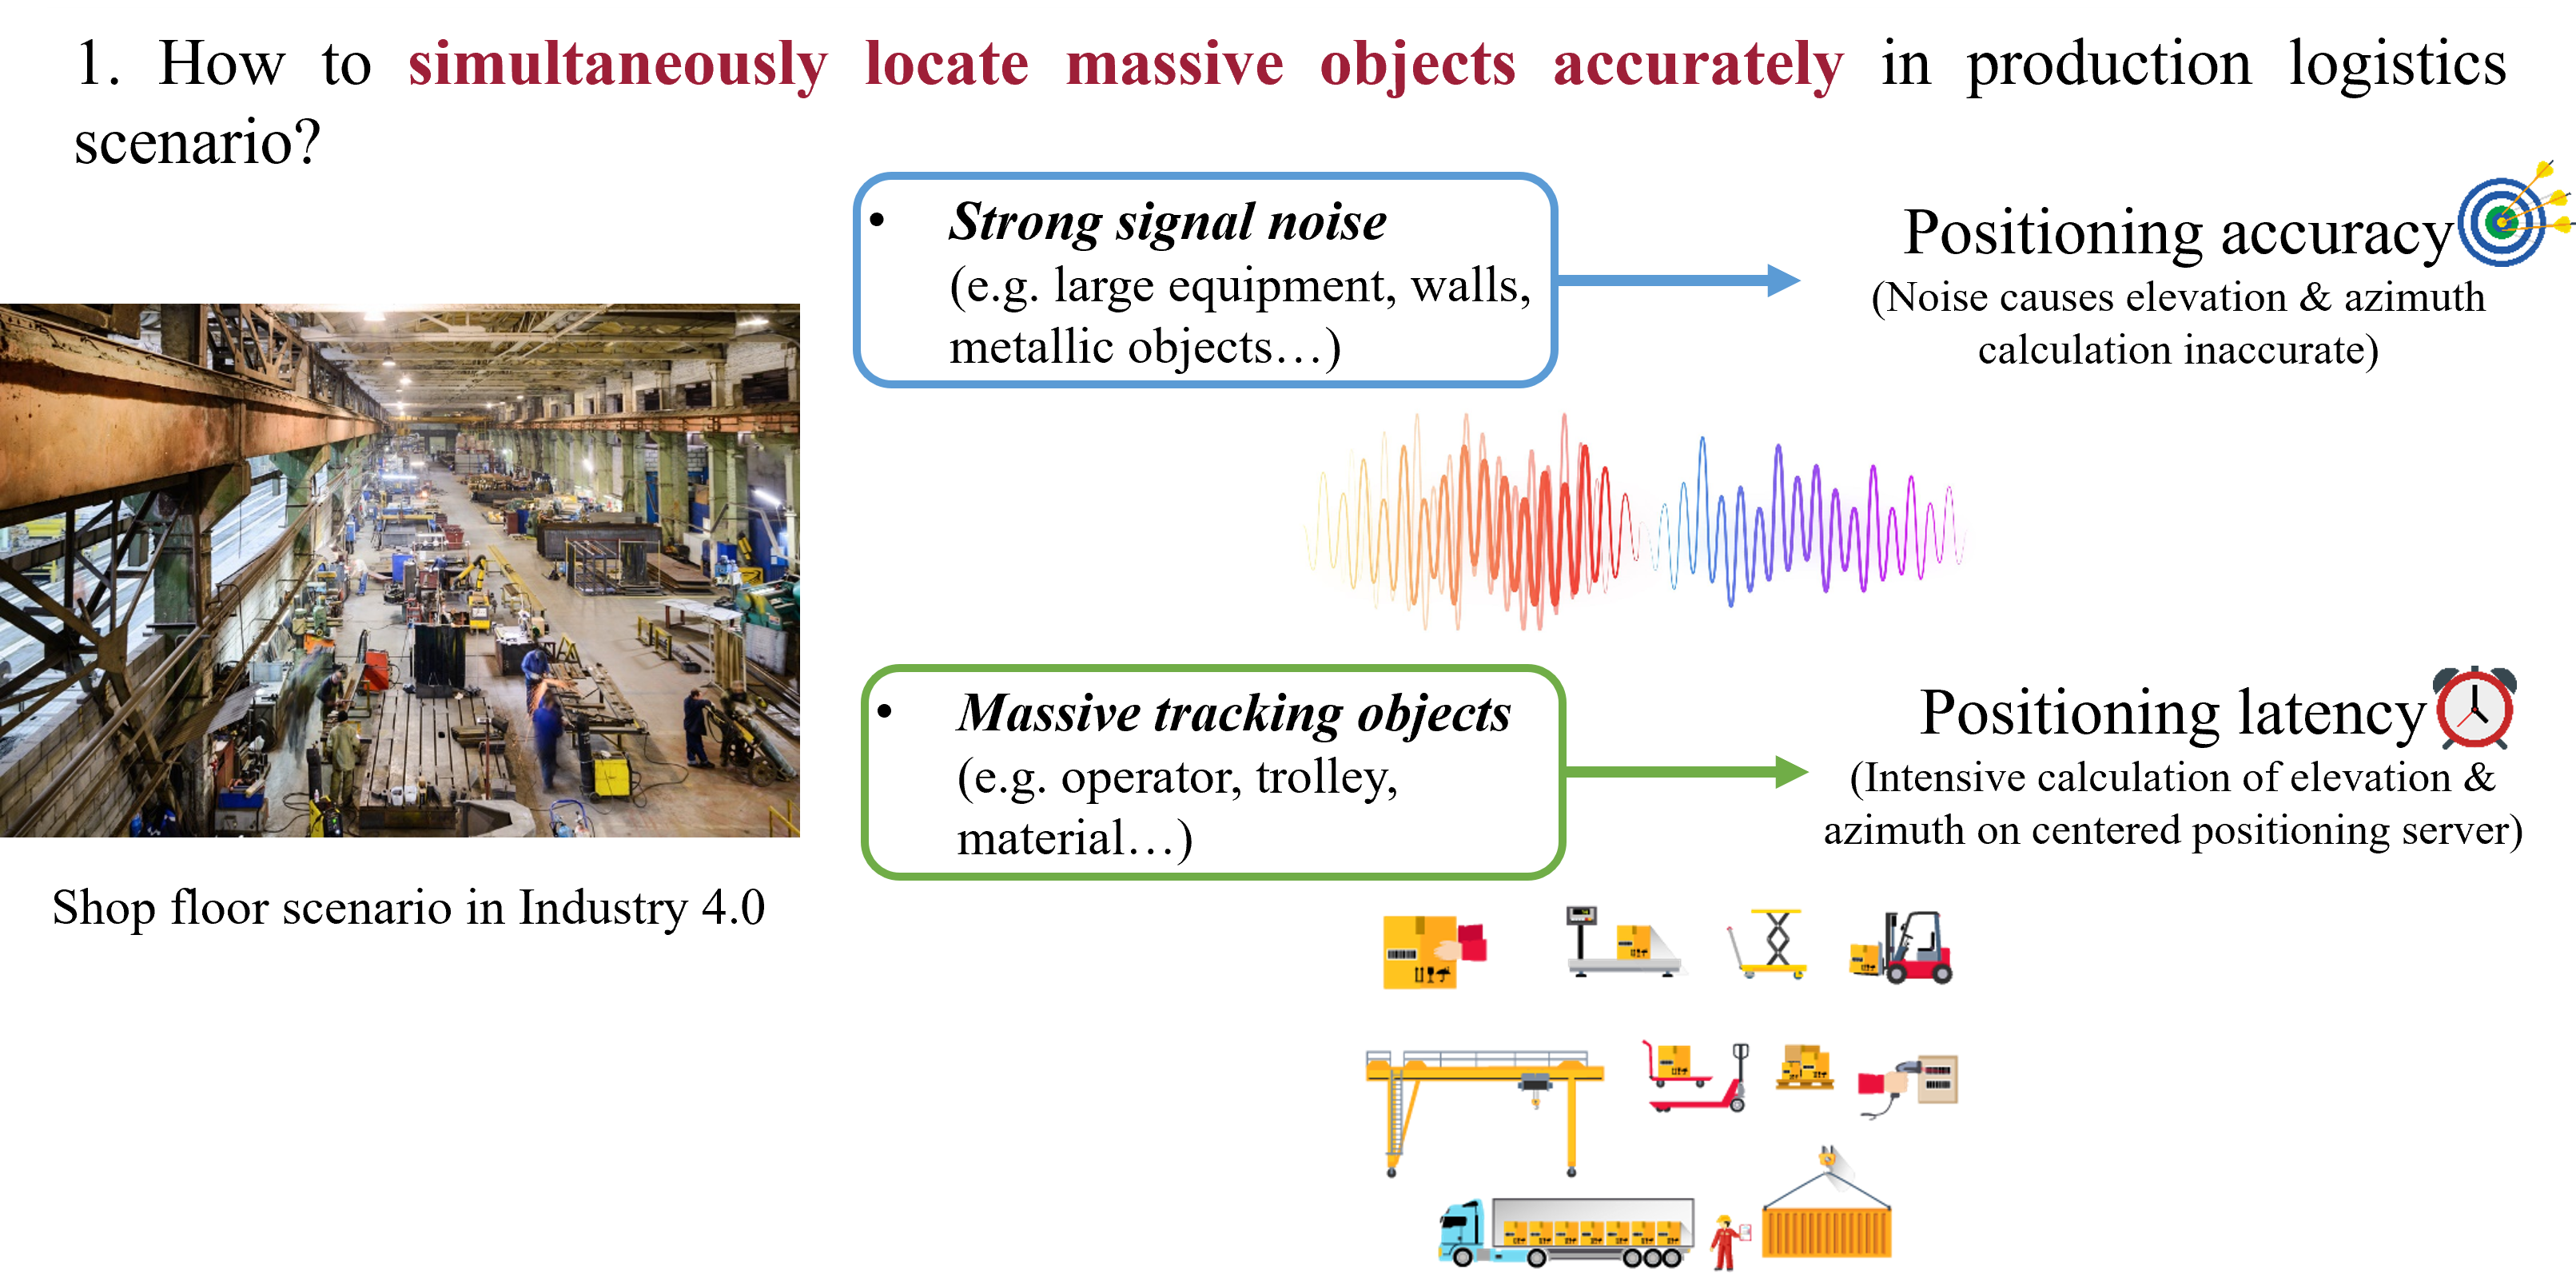 1. How to simultaneously locate massive objects accurately in production logistics
scenario?
• Strong signal noise
(e.g. large equipment, walls,
metallic objects…)
Positioning accuracy
(Noise causes elevation & azimuth
calculation inaccurate)
• Massive tracking objects
(e.g. operator, trolley,
material…)
Positioning latency
(Intensive calculation of elevation &
azimuth on centered positioning server)
Shop floor scenario in Industry 4.0